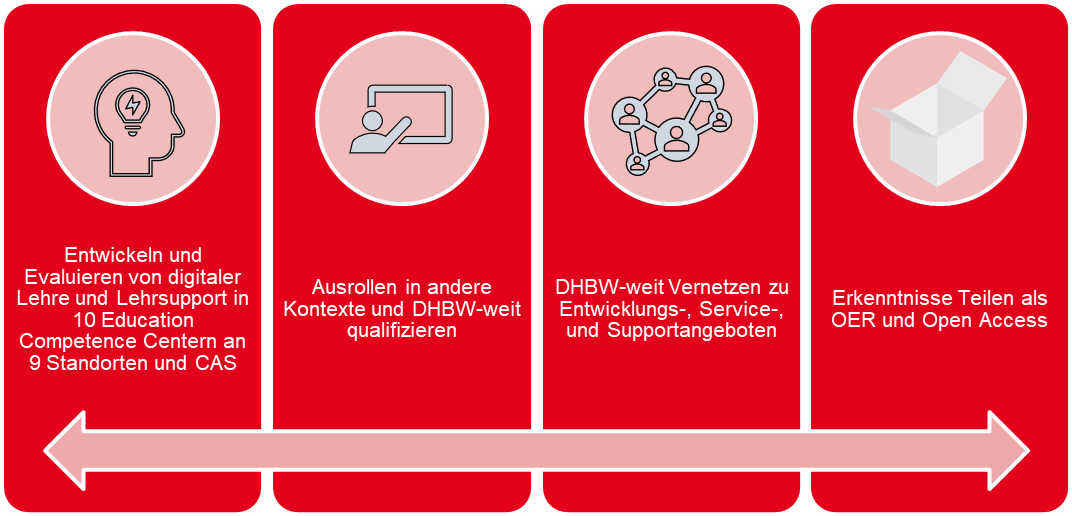 Entwickeln und
Evaluieren von digitaler
Lehre und Lehrsupport in
10 Education
Competence Centern an
9 Standorten und CAS
Ausrollen in andere
Kontexte und DHBW-weit
qualifizieren
DHBW-weit Vernetzen zu
Entwicklungs-, Service-,
und Supportangeboten
Erkenntnisse Teilen als
OER und Open Access